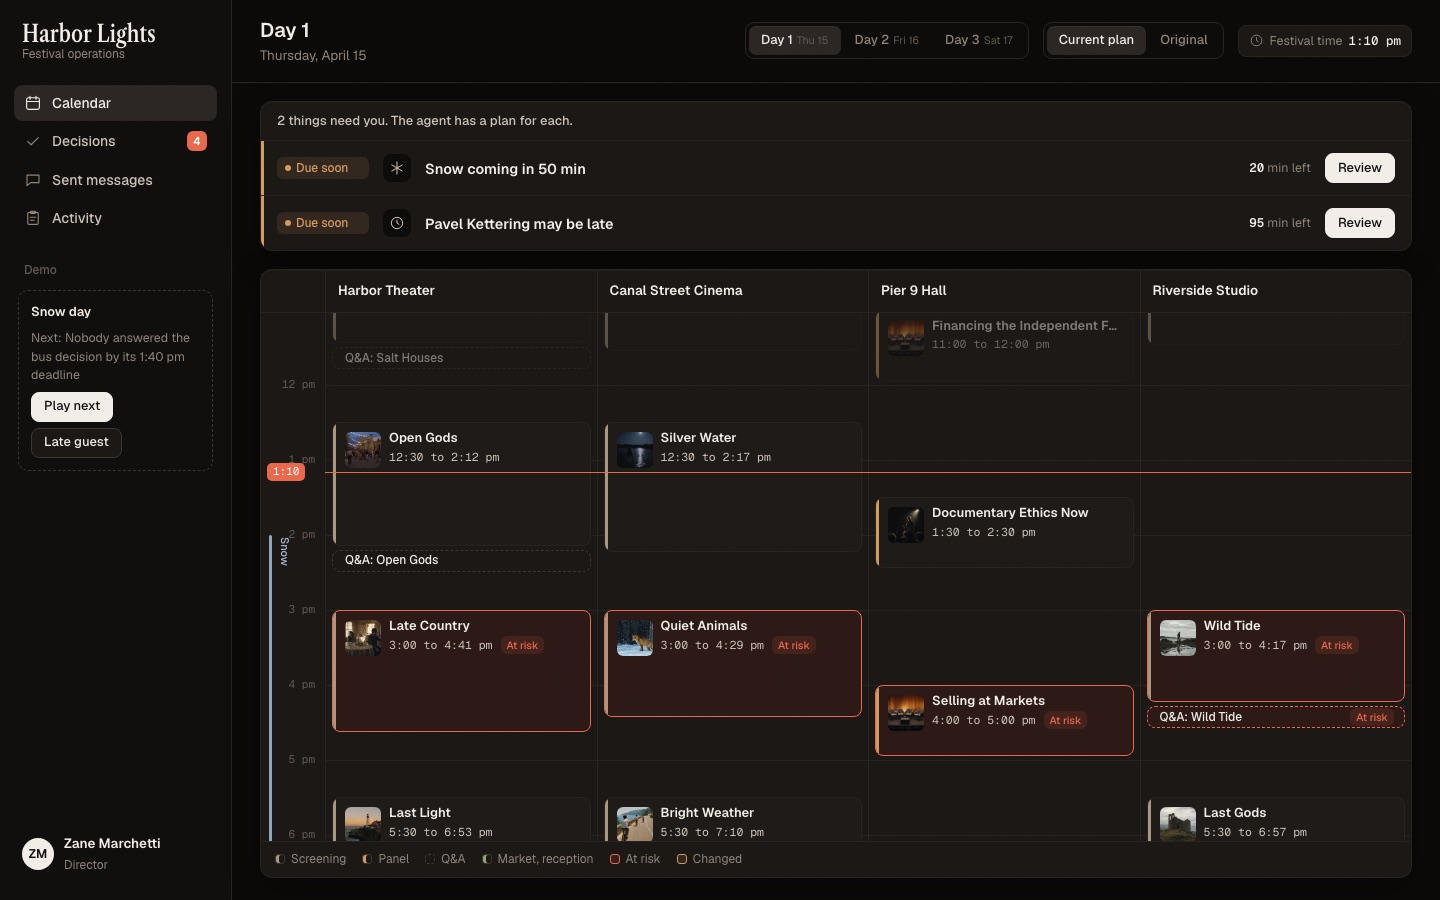 Harbor Lights
Festival operations
Calendar
Decisions 4
Sent messages
Activity
Demo
Snow day
Next: Nobody answered the
bus decision by its 1:40 pm
deadline
Play next
Late guest
ZM
Zane Marchetti
Director
Day 1
Thursday, April 15
Day 1 Thu 15
Day 2 Fri 16
Day 3 Sat 17
Current plan
Original
Festival time 1:10 pm
2 things need you. The agent has a plan for each.
Due soon
Snow coming in 50 min
20 min left
Review
Due soon
Pavel Kettering may be late
95 min left
Review
Harbor Theater
Canal Street Cinema
Pier 9 Hall
Riverside Studio
Financing the Independent F...
11:00 to 12:00 pm
Q&A: Salt Houses
12 pm
Open Gods
12:30 to 2:12 pm
Silver Water
12:30 to 2:17 pm
1 pm
1:10
Documentary Ethics Now
1:30 to 2:30 pm
2 pm
Snow
Q&A: Open Gods
3 pm
Late Country
3:00 to 4:41 pm At risk
Quiet Animals
3:00 to 4:29 pm At risk
Wild Tide
3:00 to 4:17 pm At risk
4 pm
Selling at Markets
4:00 to 5:00 pm At risk
Q&A: Wild Tide At risk
5 pm
Last Light
5:30 to 6:53 pm
Bright Weather
5:30 to 7:10 pm
Last Gods
5:30 to 6:57 pm
6 pm
Screening
Panel
Q&A
Market, reception
At risk
Changed